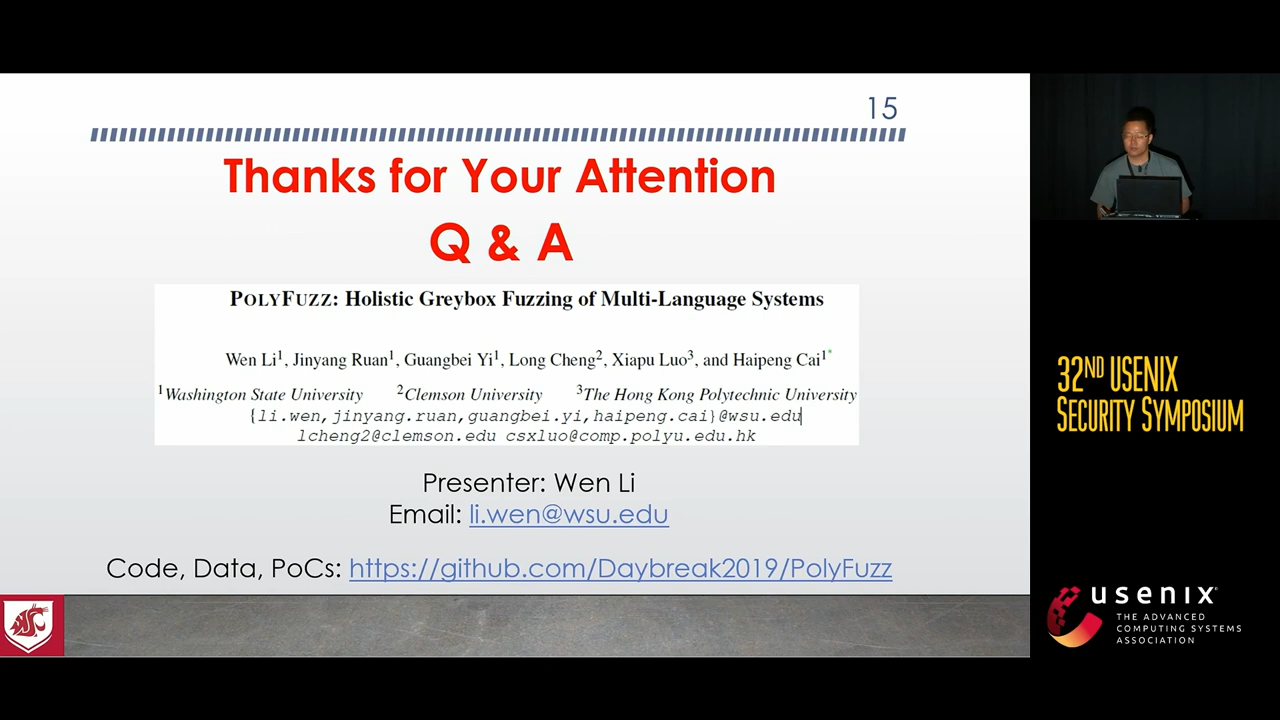 15
Thanks for Your Attention
Q & A
POLYFUZZ: Holistic Greybox Fuzzing of Multi-Language Systems
Wen Li¹, Jinyang Ruan¹, Guangbei Yi¹, Long Cheng², Xiapu Luo³, and Haipeng Cai¹*
¹Washington State University ²Clemson University ³The Hong Kong Polytechnic University
{li.wen,jinyang.ruan,guangbei.yi,haipeng.cai}@wsu.edu
lcheng2@clemson.edu csxluo@comp.polyu.edu.hk
Presenter: Wen Li
Email: li.wen@wsu.edu
Code, Data, PoCs: https://github.com/Daybreak2019/PolyFuzz
32ND USENIX
SECURITY SYMPOSIUM
usenix
THE ADVANCED
COMPUTING SYSTEMS
ASSOCIATION